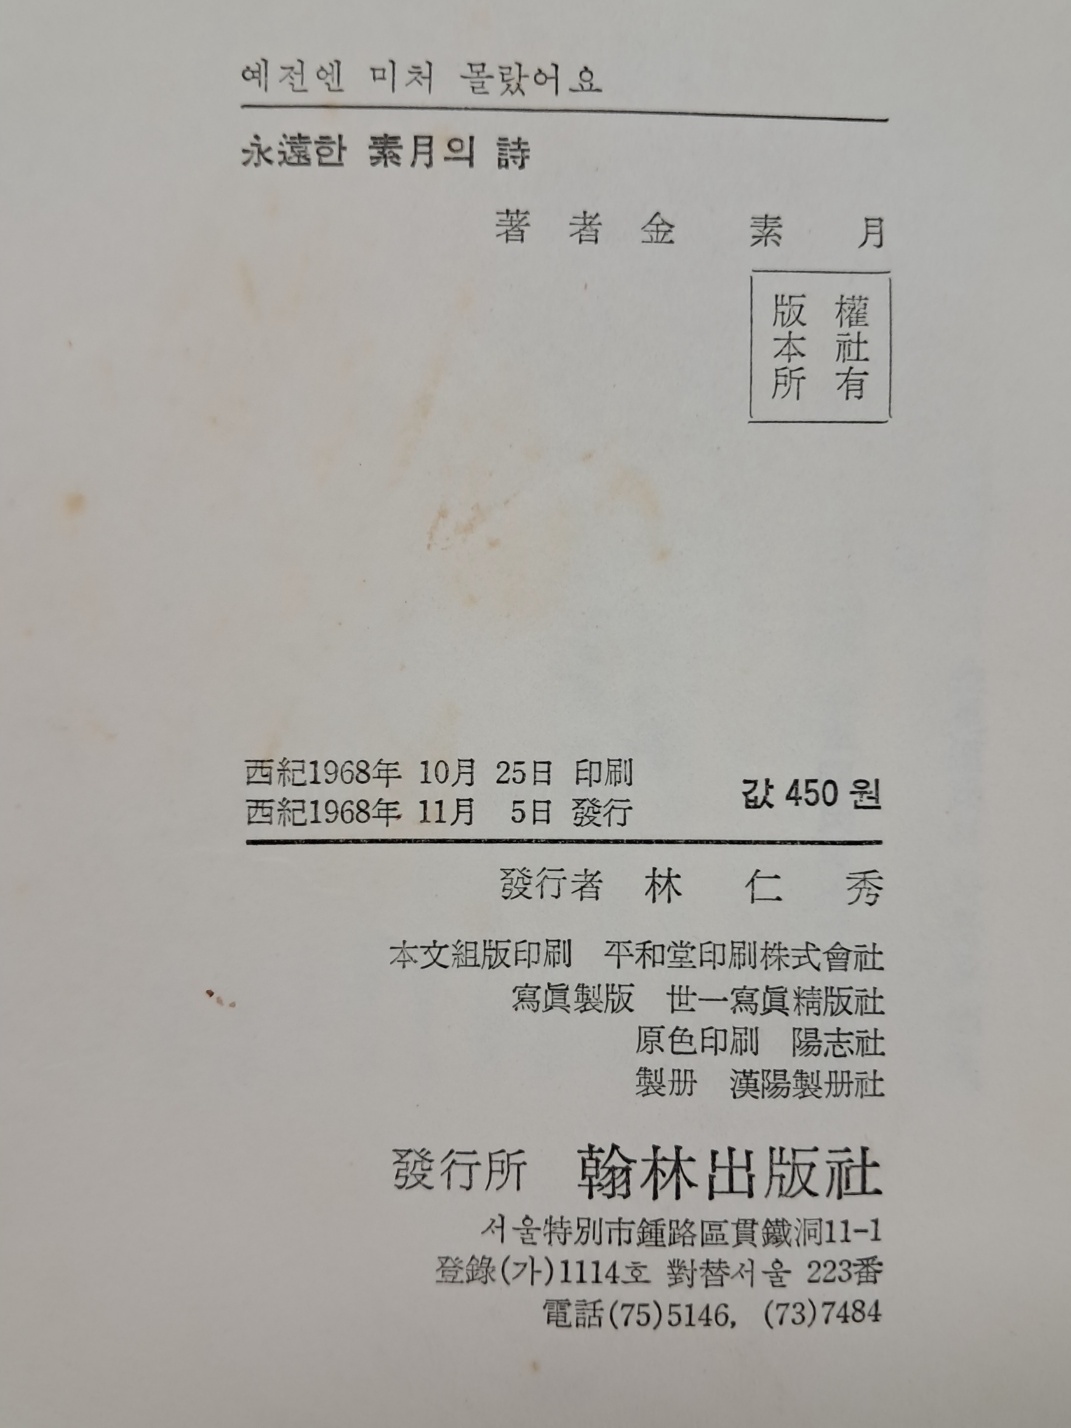 예전엔 미처 몰랐어요
永遠한 素月의 詩
著者 金素月
版權
本社
所有
西紀1968年 10月 25日 印刷
西紀1968年 11月 5日 發行
값 450 원
發行者 林仁秀
本文組版印刷 平和堂印刷株式會社
寫眞製版 世一寫眞精版社
原色印刷 陽志社
製册 漢陽製册社
發行所 翰林出版社
서울特別市鍾路區貫鐵洞11-1
登錄(가)1114호 對替서울 223番
電話(75)5146, (73)7484